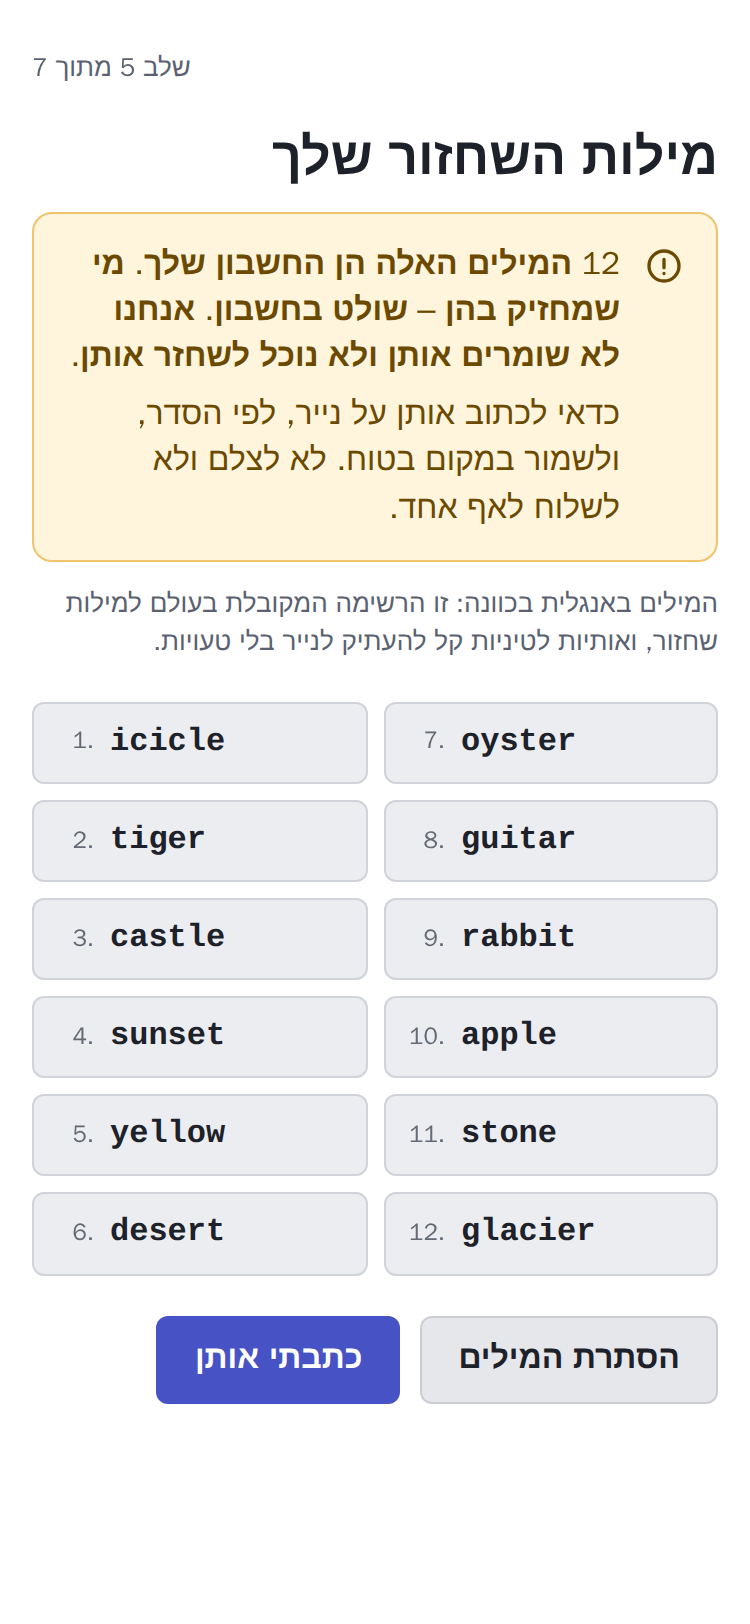 שלב 5 מתוך 7
מילות השחזור שלך
12 המילים האלה הן החשבון שלך. מי
שמחזיק בהן – שולט בחשבון. אנחנו
לא שומרים אותן ולא נוכל לשחזר אותן.
כדאי לכתוב אותן על נייר, לפי הסדר,
ולשמור במקום בטוח. לא לצלם ולא
לשלוח לאף אחד.
המילים באנגלית בכוונה: זו הרשימה המקובלת בעולם למילות
שחזור, ואותיות לטיניות קל להעתיק לנייר בלי טעויות.
1. icicle
2. tiger
3. castle
4. sunset
5. yellow
6. desert
7. oyster
8. guitar
9. rabbit
10. apple
11. stone
12. glacier
הסתרת המילים
כתבתי אותן